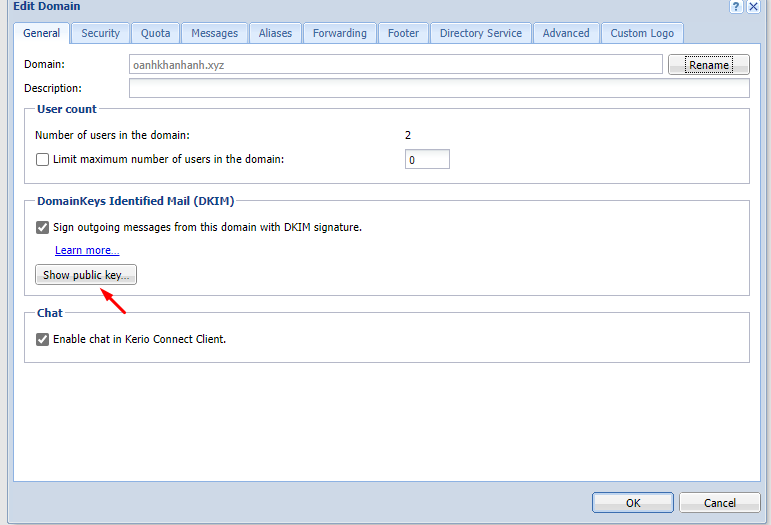 Edit Domain
?
General
Security
Quota
Messages
Aliases
Forwarding
Footer
Directory Service
Advanced
Custom Logo
Domain: oanhkhanhanh.xyz Rename
Description:
User count
Number of users in the domain: 2
Limit maximum number of users in the domain: 0
DomainKeys Identified Mail (DKIM)
Sign outgoing messages from this domain with DKIM signature.
Learn more...
Show public key...
Chat
Enable chat in Kerio Connect Client.
OK Cancel